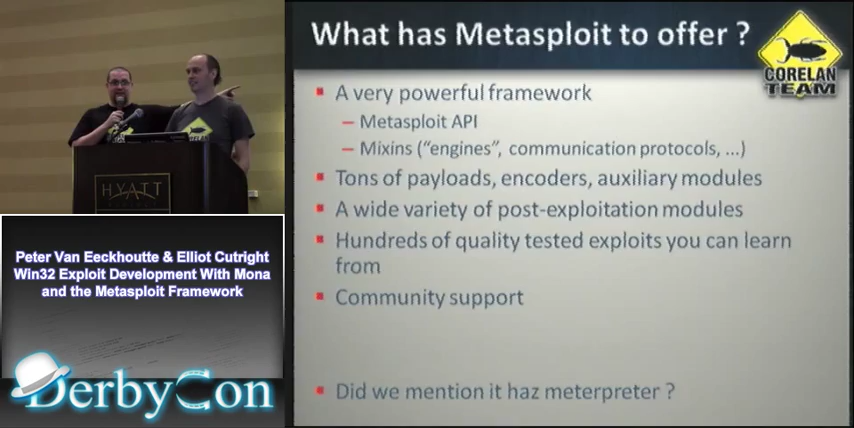 What has Metasploit to offer ?
CORELAN
TEAM
A very powerful framework
– Metasploit API
– Mixins (“engines”, communication protocols, ...)
Tons of payloads, encoders, auxiliary modules
A wide variety of post-exploitation modules
Hundreds of quality tested exploits you can learn
from
Community support
Did we mention it haz meterpreter ?
HYATT
Peter Van Eeckhoutte & Elliot Cutright
Win32 Exploit Development With Mona
and the Metasploit Framework
DerbyCon